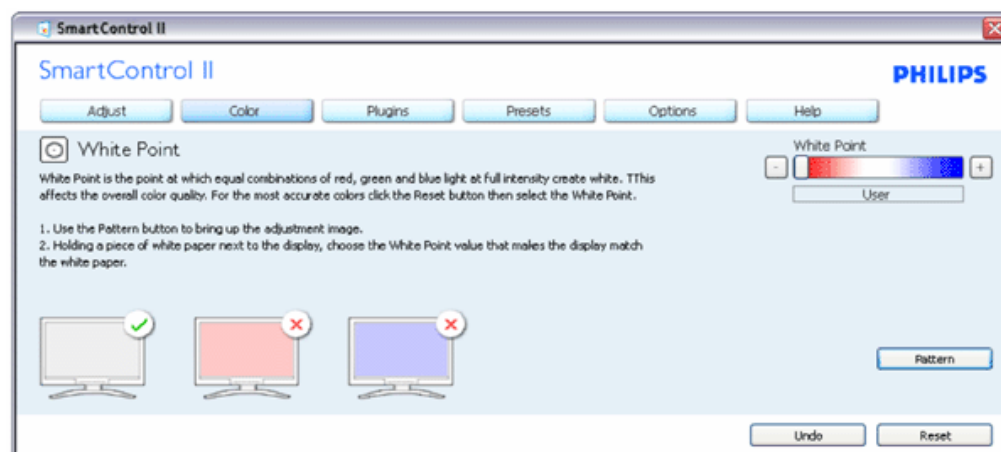 SmartControl II
SmartControl II
PHILIPS
Adjust
Color
Plugins
Presets
Options
Help
White Point
White Point is the point at which equal combinations of red, green and blue light at full intensity create white. TThis
affects the overall color quality. For the most accurate colors click the Reset button then select the White Point.
1. Use the Pattern button to bring up the adjustment image.
2. Holding a piece of white paper next to the display, choose the White Point value that makes the display match
the white paper.
White Point
- +
User
Pattern
Undo
Reset